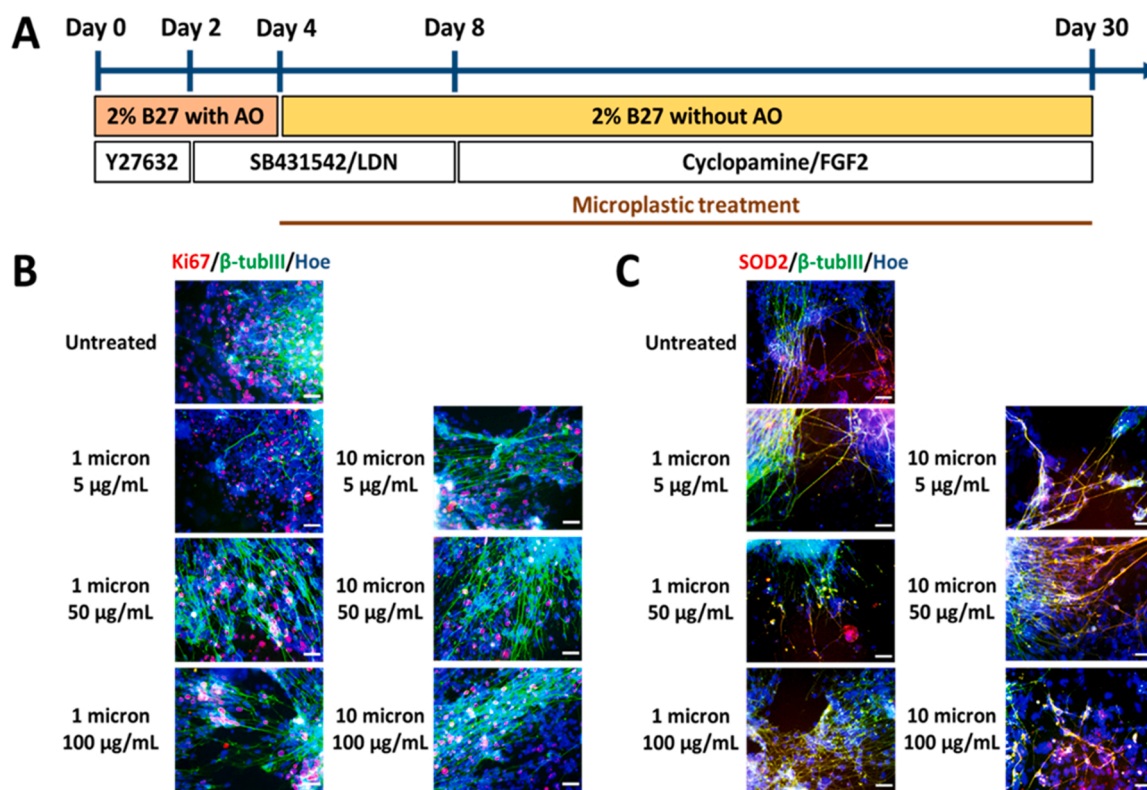 A
Day 0 Day 2 Day 4 Day 8 Day 30
2% B27 with AO 2% B27 without AO
Y27632 SB431542/LDN Cyclopamine/FGF2
Microplastic treatment
B
Ki67/β-tubIII/Hoe
Untreated
1 micron
5 µg/mL
10 micron
5 µg/mL
1 micron
50 µg/mL
10 micron
50 µg/mL
1 micron
100 µg/mL
10 micron
100 µg/mL
C
SOD2/β-tubIII/Hoe
Untreated
1 micron
5 µg/mL
10 micron
5 µg/mL
1 micron
50 µg/mL
10 micron
50 µg/mL
1 micron
100 µg/mL
10 micron
100 µg/mL